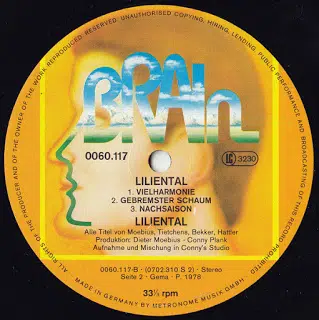 ALL RIGHTS OF THE PRODUCER AND OF THE OWNER OF THE WORK REPRODUCED RESERVED. UNAUTHORISED COPYING, HIRING, LENDING, PUBLIC PERFORMANCE AND BROADCASTING OF THIS RECORD PROHIBITED
BRAIn
0060.117
LC 3230
LILIENTAL
1. VIELHARMONIE
2. GEBREMSTER SCHAUM
3. NACHSAISON
LILIENTAL
Alle Titel von Moebius, Tietchens, Becker, Hattler
Produktion: Dieter Moebius - Conny Plank
Aufnahme und Mischung in Conny's Studio
0060.117-B · (0702.310 S 2) · Stereo
Seite 2 · Gema · P. 1978
33⅓ rpm
MADE IN GERMANY BY METRONOME MUSIK GMBH